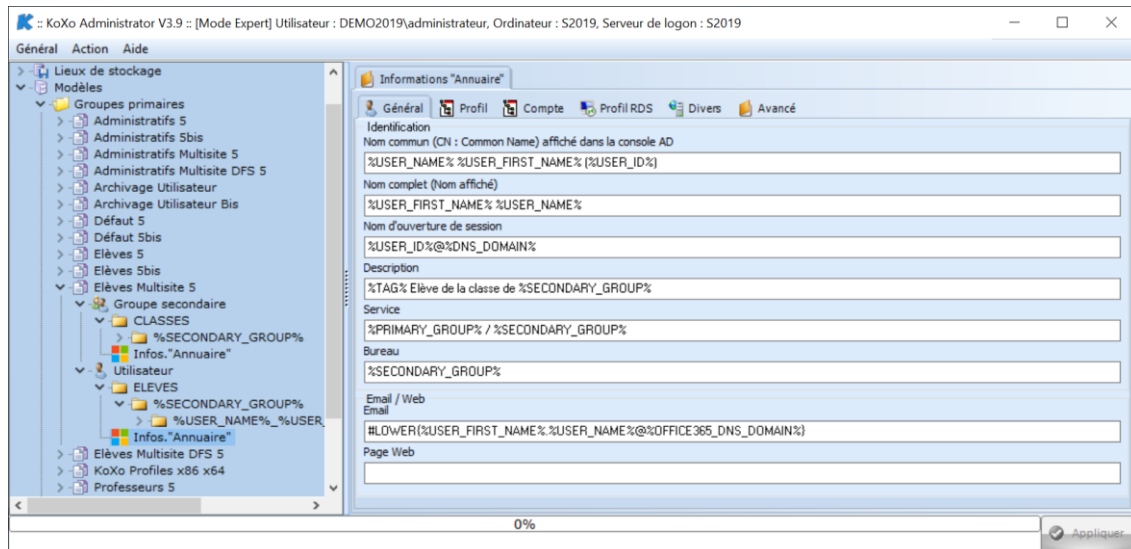 :: KoXo Administrator V3.9 :: [Mode Expert] Utilisateur : DEMO2019\administrateur, Ordinateur : S2019, Serveur de logon : S2019
Général Action Aide
Lieux de stockage
Modèles
Groupes primaires
Administratifs 5
Administratifs 5bis
Administratifs Multisite 5
Administratifs Multisite DFS 5
Archivage Utilisateur
Archivage Utilisateur Bis
Défaut 5
Défaut 5bis
Elèves 5
Elèves 5bis
Elèves Multisite 5
Groupe secondaire
CLASSES
%SECONDARY_GROUP%
Infos."Annuaire"
Utilisateur
ELEVES
%SECONDARY_GROUP%
%USER_NAME%_%USER_
Infos."Annuaire"
Elèves Multisite DFS 5
KoXo Profiles x86 x64
Professeurs 5
Informations "Annuaire"
Général Profil Compte Profil RDS Divers Avancé
Identification
Nom commun (CN : Common Name) affiché dans la console AD
%USER_NAME% %USER_FIRST_NAME% (%USER_ID%)
Nom complet (Nom affiché)
%USER_FIRST_NAME% %USER_NAME%
Nom d'ouverture de session
%USER_ID%@%DNS_DOMAIN%
Description
%TAG% Elève de la classe de %SECONDARY_GROUP%
Service
%PRIMARY_GROUP% / %SECONDARY_GROUP%
Bureau
%SECONDARY_GROUP%
Email / Web
Email
#LOWER{%USER_FIRST_NAME%.%USER_NAME%@%OFFICE365_DNS_DOMAIN%}
Page Web
0%
Appliquer